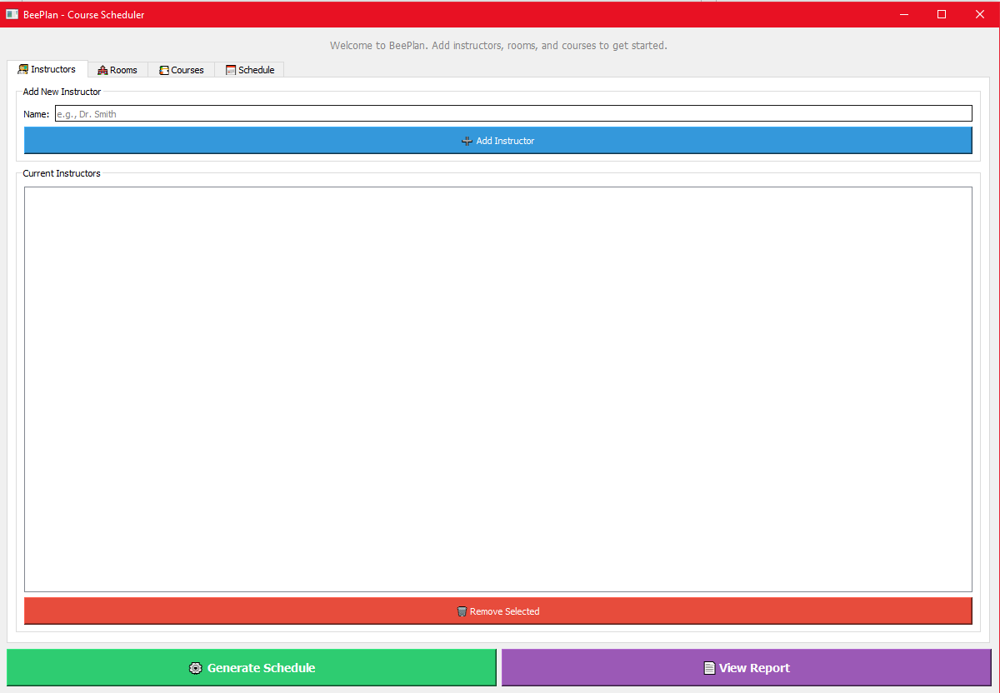 BeePlan - Course Scheduler
Welcome to BeePlan. Add instructors, rooms, and courses to get started.
Instructors Rooms Courses Schedule
Add New Instructor
Name: e.g., Dr. Smith
Add Instructor
Current Instructors
Remove Selected
Generate Schedule View Report